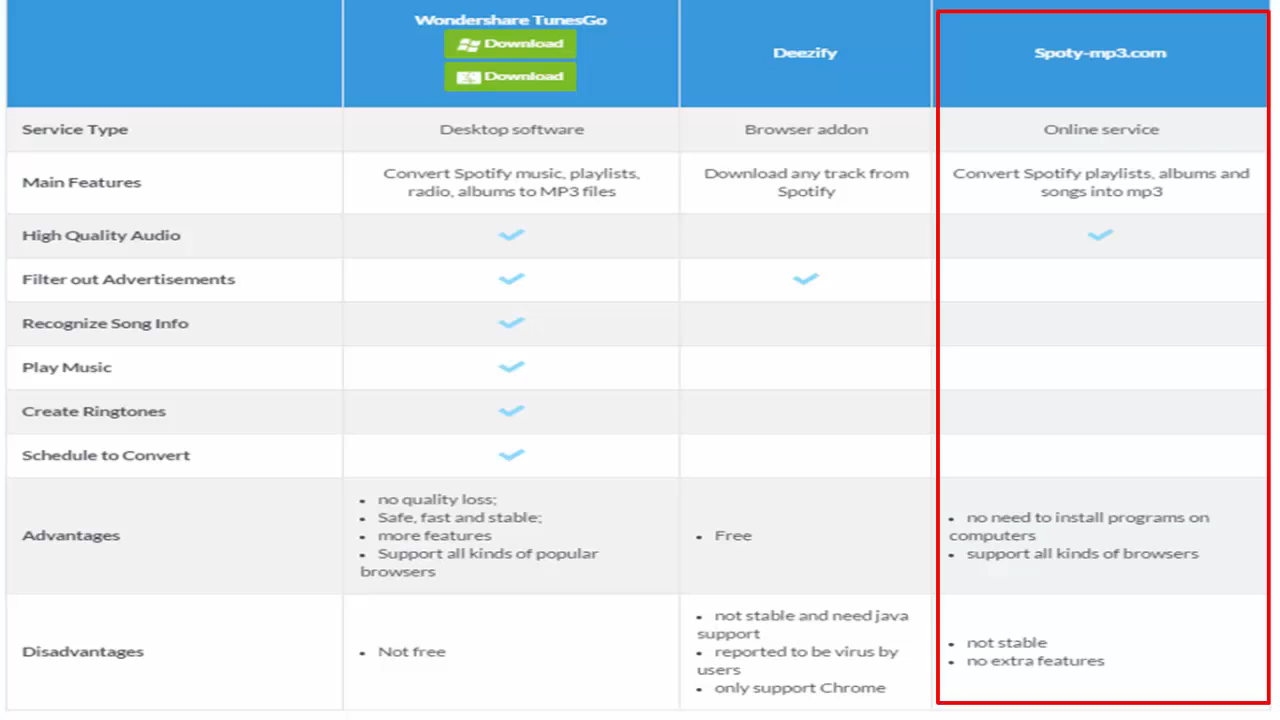 Wondershare TunesGo
Download
Download
Deezify
Spoty-mp3.com
Service Type
Desktop software
Browser addon
Online service
Main Features
Convert Spotify music, playlists,
radio, albums to MP3 files
Download any track from
Spotify
Convert Spotify playlists, albums and
songs into mp3
High Quality Audio
Filter out Advertisements
Recognize Song Info
Play Music
Create Ringtones
Schedule to Convert
Advantages
• no quality loss;
• Safe, fast and stable;
• more features
• Support all kinds of popular
browsers
• Free
• no need to install programs on
computers
• support all kinds of browsers
Disadvantages
• Not free
• not stable and need java
support
• reported to be virus by
users
• only support Chrome
• not stable
• no extra features